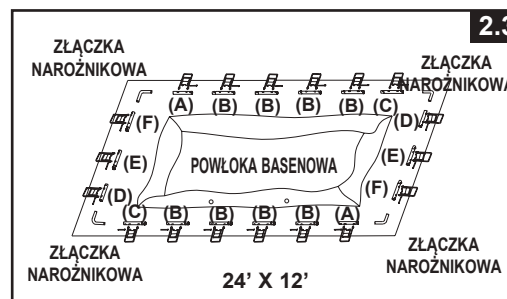 2.3
ZŁĄCZKA
NAROŻNIKOWA
ZŁĄCZKA
NAROŻNIKOWA
(A) (B) (B) (B) (B) (C)
(F) (D)
(E) POWŁOKA BASENOWA (E)
(D) (F)
(C) (B) (B) (B) (B) (A)
ZŁĄCZKA
NAROŻNIKOWA
ZŁĄCZKA
NAROŻNIKOWA
24’ X 12’